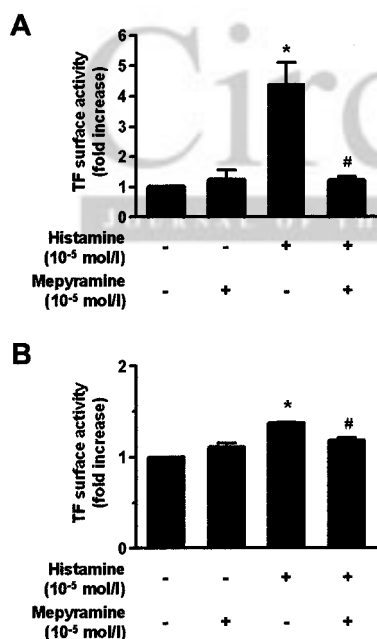 A
TF surface activity
(fold increase)
6
5
4
3
2
1
0
*
#
Histamine - - + +
(10⁻⁵ mol/l)
Mepyramine - + - +
(10⁻⁵ mol/l)
B
TF surface activity
(fold increase)
2
1
0
*
#
Histamine - - + +
(10⁻⁵ mol/l)
Mepyramine - + - +
(10⁻⁵ mol/l)